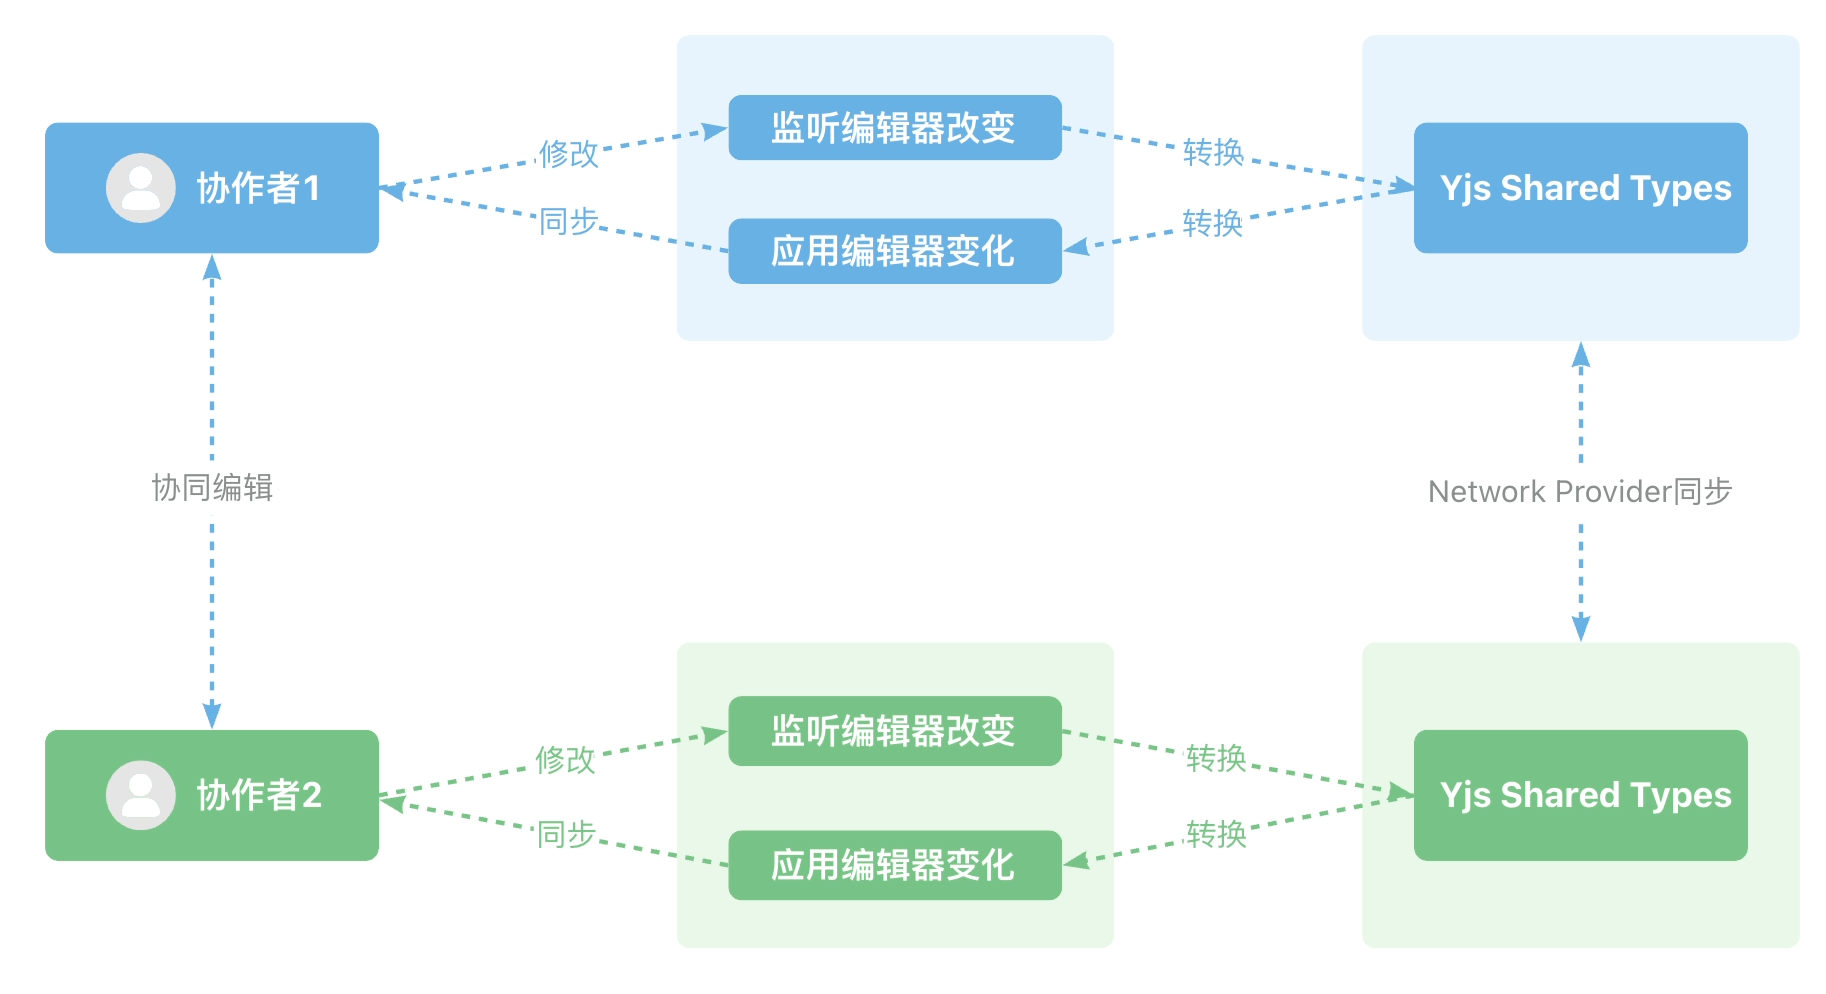 监听编辑器改变
修改
转换
协作者1
Yjs Shared Types
同步
转换
应用编辑器变化
协同编辑
Network Provider同步
监听编辑器改变
修改
转换
协作者2
Yjs Shared Types
同步
转换
应用编辑器变化